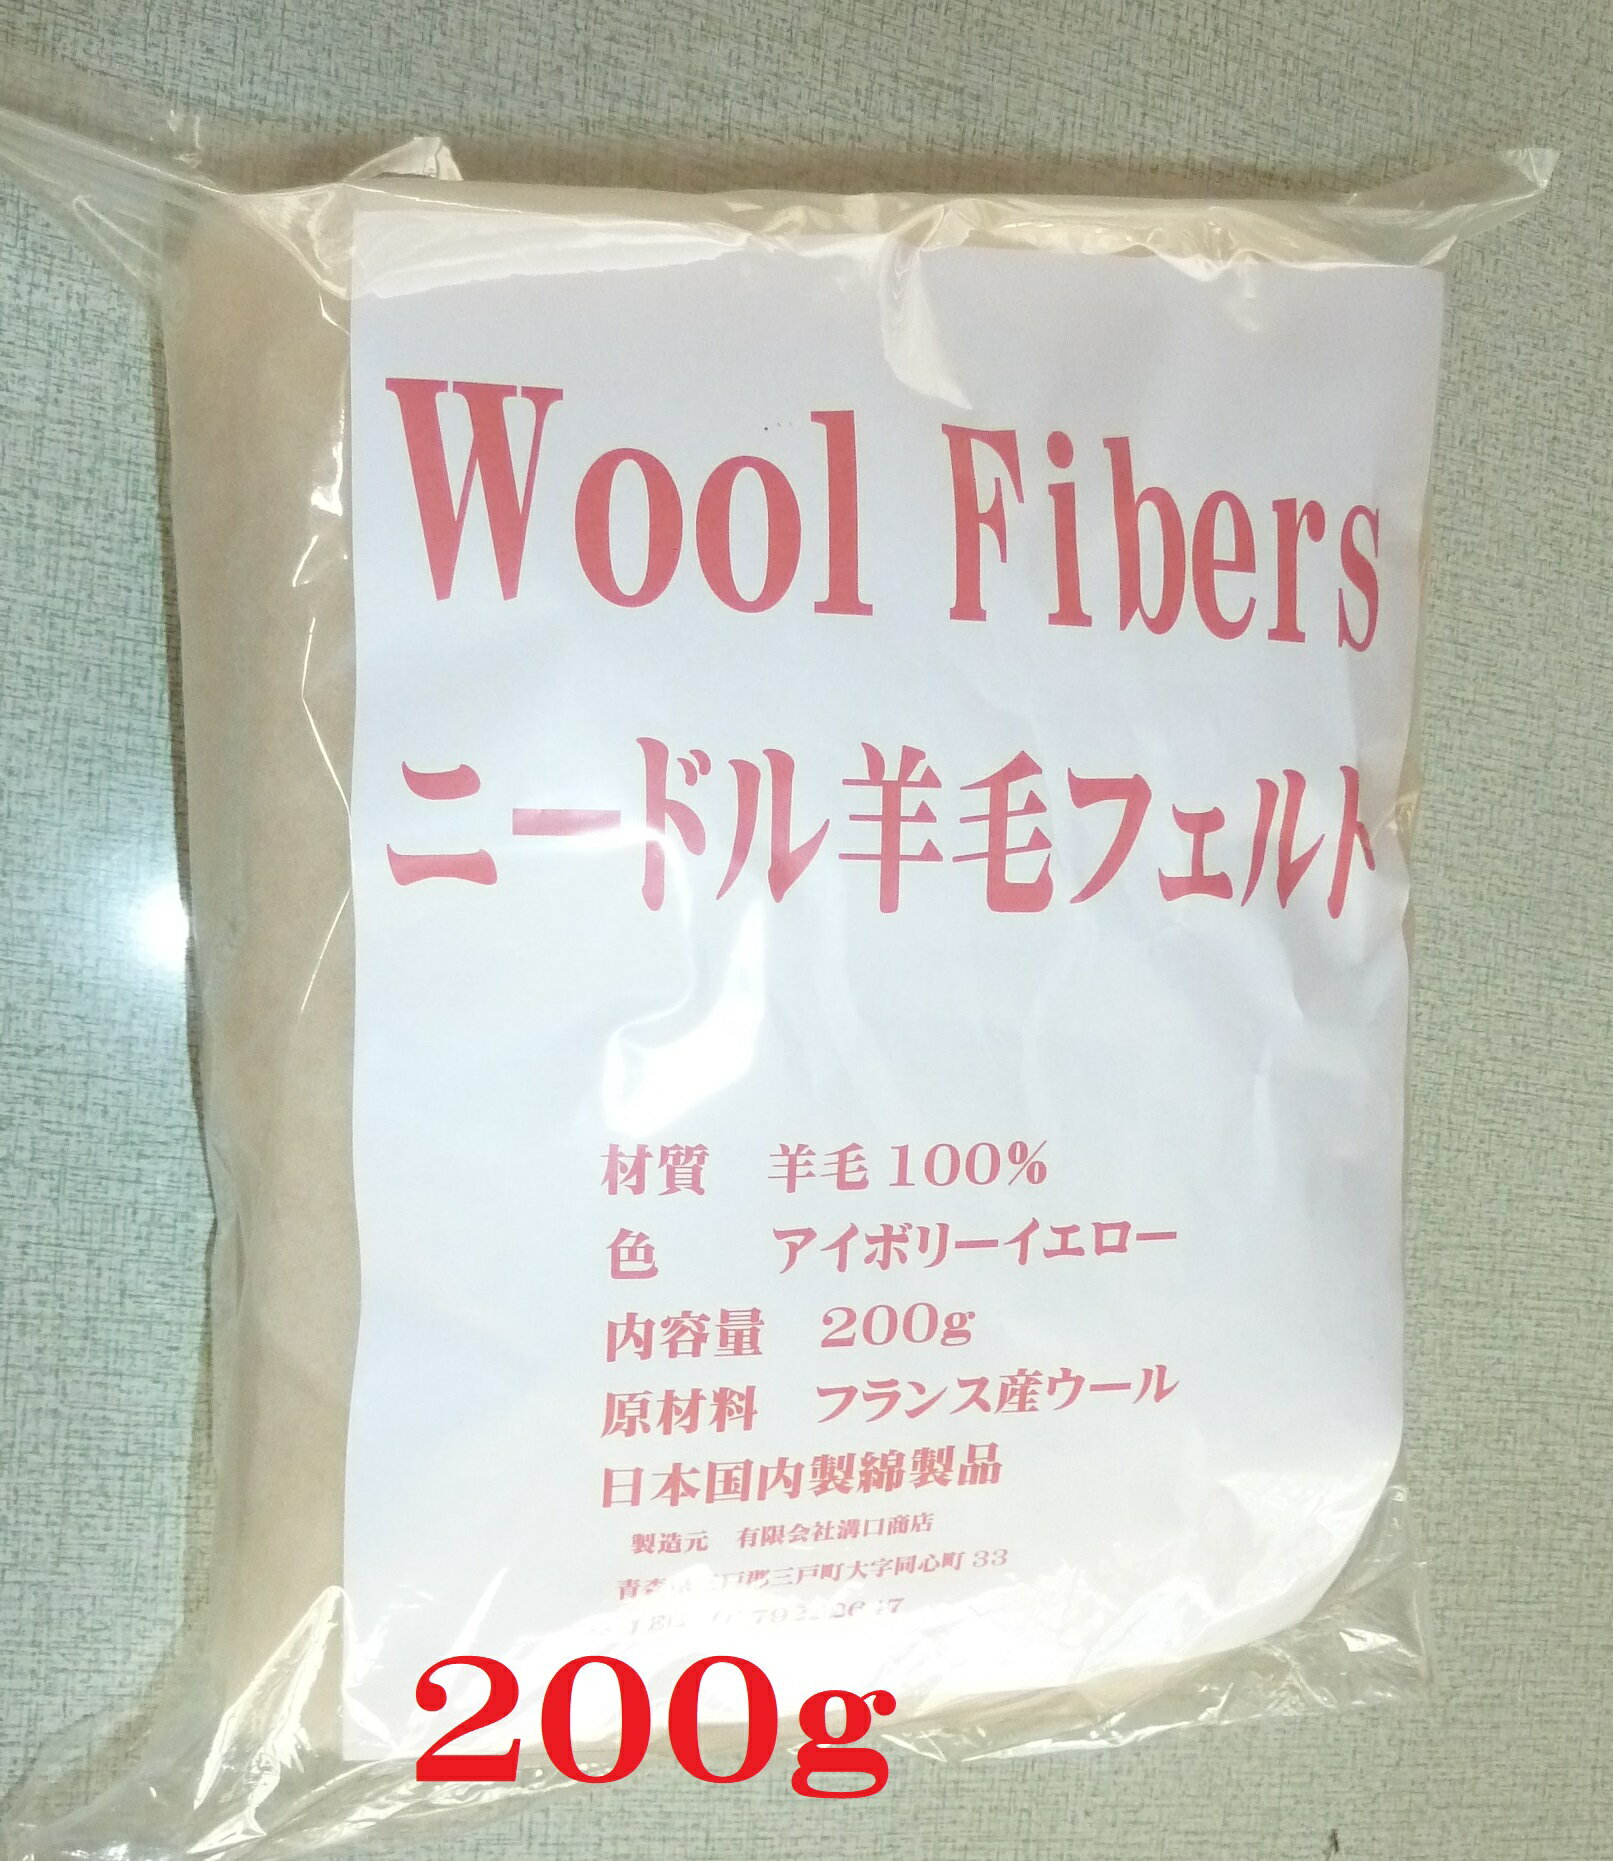 Wool Fibers
ニードル羊毛フェルト
材質 羊毛100%
色 アイボリーイエロー
内容量 200g
原材料 フランス産ウール
日本国内製綿製品
製造元 有限会社溝口商店
三戸町大字同心町33
200g